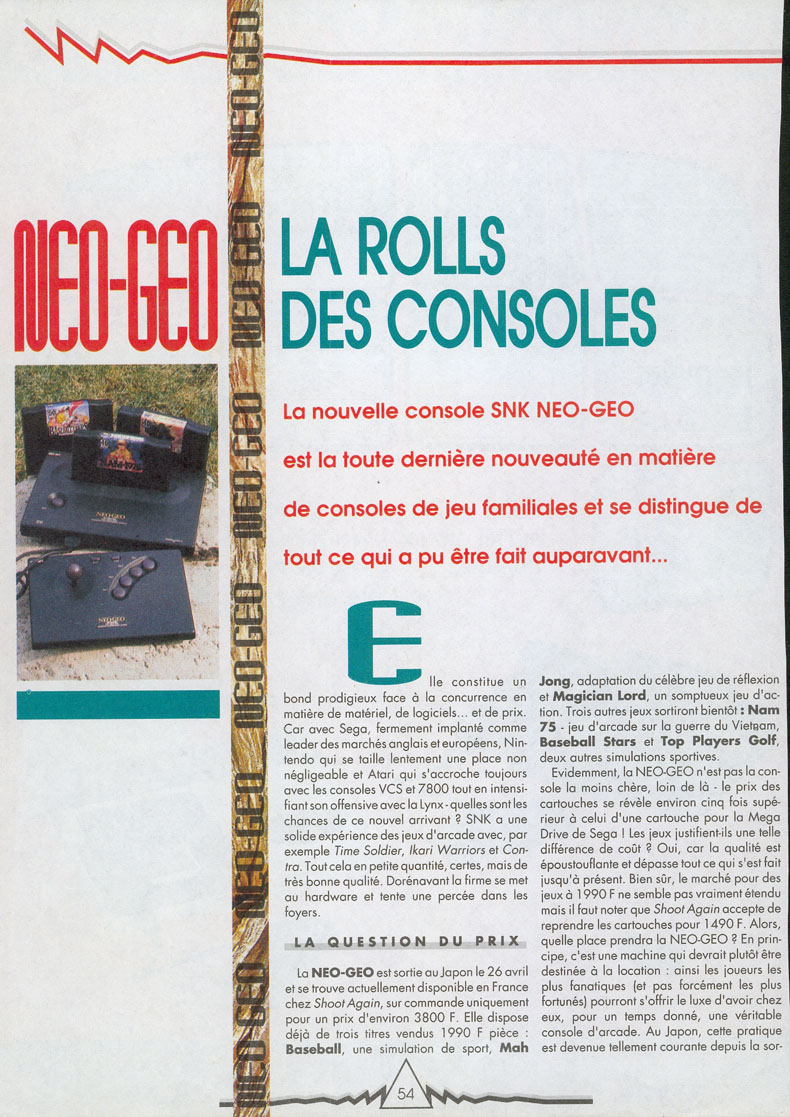 NEO-GEO
NEO-GEO
NEO-GEO
NEO-GEO
NEO-GEO
NEO-GEO
NEO-GEO
LA ROLLS
DES CONSOLES
NEO-GEO
NEO-GEO
La nouvelle console SNK NEO-GEO
est la toute dernière nouveauté en matière
de consoles de jeu familiales et se distingue de
tout ce qui a pu être fait auparavant...
Elle constitue un
bond prodigieux face à la concurrence en
matière de matériel, de logiciels... et de prix.
Car avec Sega, fermement implanté comme
leader des marchés anglais et européens, Nin-
tendo qui se taille lentement une place non
négligeable et Atari qui s'accroche toujours
avec les consoles VCS et 7800 tout en intensi-
fiant son offensive avec la Lynx - quelles sont les
chances de ce nouvel arrivant ? SNK a une
solide expérience des jeux d'arcade avec, par
exemple Time Soldier, Ikari Warriors et Con-
tra. Tout cela en petite quantité, certes, mais de
très bonne qualité. Dorénavant la firme se met
au hardware et tente une percée dans les
foyers.
LA QUESTION DU PRIX
La NEO-GEO est sortie au Japon le 26 avril
et se trouve actuellement disponible en France
chez Shoot Again, sur commande uniquement
pour un prix d'environ 3800 F. Elle dispose
déjà de trois titres vendus 1990 F pièce :
Baseball, une simulation de sport, Mah
Jong, adaptation du célèbre jeu de réflexion
et Magician Lord, un somptueux jeu d'ac-
tion. Trois autres jeux sortiront bientôt : Nam
75 - jeu d'arcade sur la guerre du Vietnam,
Baseball Stars et Top Players Golf,
deux autres simulations sportives.
Evidemment, la NEO-GEO n'est pas la con-
sole la moins chère, loin de là - le prix des
cartouches se révèle environ cinq fois supé-
rieur à celui d'une cartouche pour la Mega
Drive de Sega ! Les jeux justifient-ils une telle
différence de coût ? Oui, car la qualité est
époustouflante et dépasse tout ce qui s'est fait
jusqu'à présent. Bien sûr, le marché pour des
jeux à 1990 F ne semble pas vraiment étendu
mais il faut noter que Shoot Again accepte de
reprendre les cartouches pour 1490 F. Alors,
quelle place prendra la NEO-GEO ? En prin-
cipe, c'est une machine qui devrait plutôt être
destinée à la location : ainsi les joueurs les
plus fanatiques (et pas forcément les plus
fortunés) pourront s'offrir le luxe d'avoir chez
eux, pour un temps donné, une véritable
console d'arcade. Au Japon, cette pratique
est devenue tellement courante depuis la sor-
54